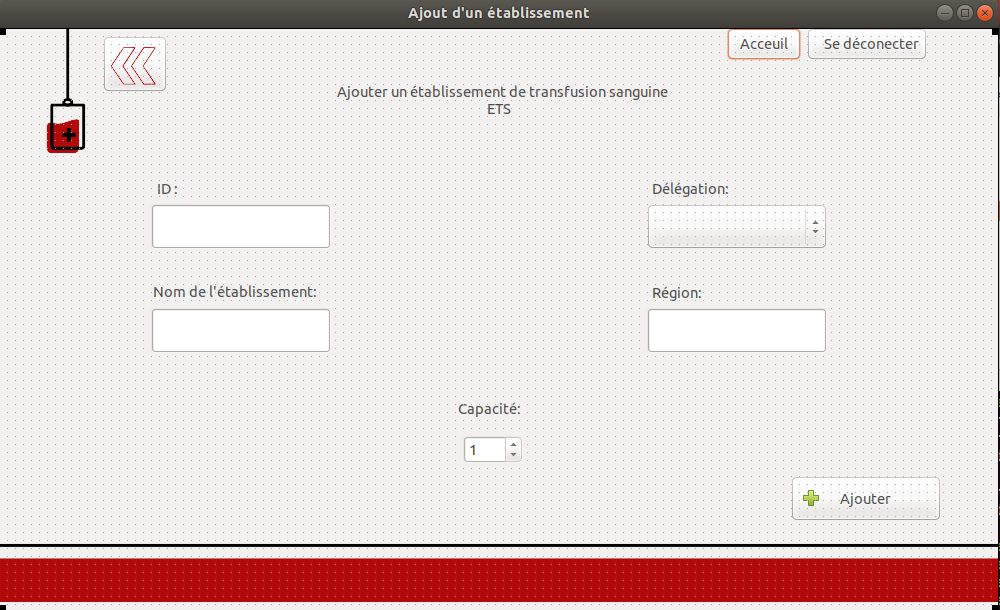 Ajout d'un établissement
Acceuil
Se déconecter
Ajouter un établissement de transfusion sanguine
ETS
ID :
Délégation:
Nom de l'établissement:
Région:
Capacité:
1
Ajouter